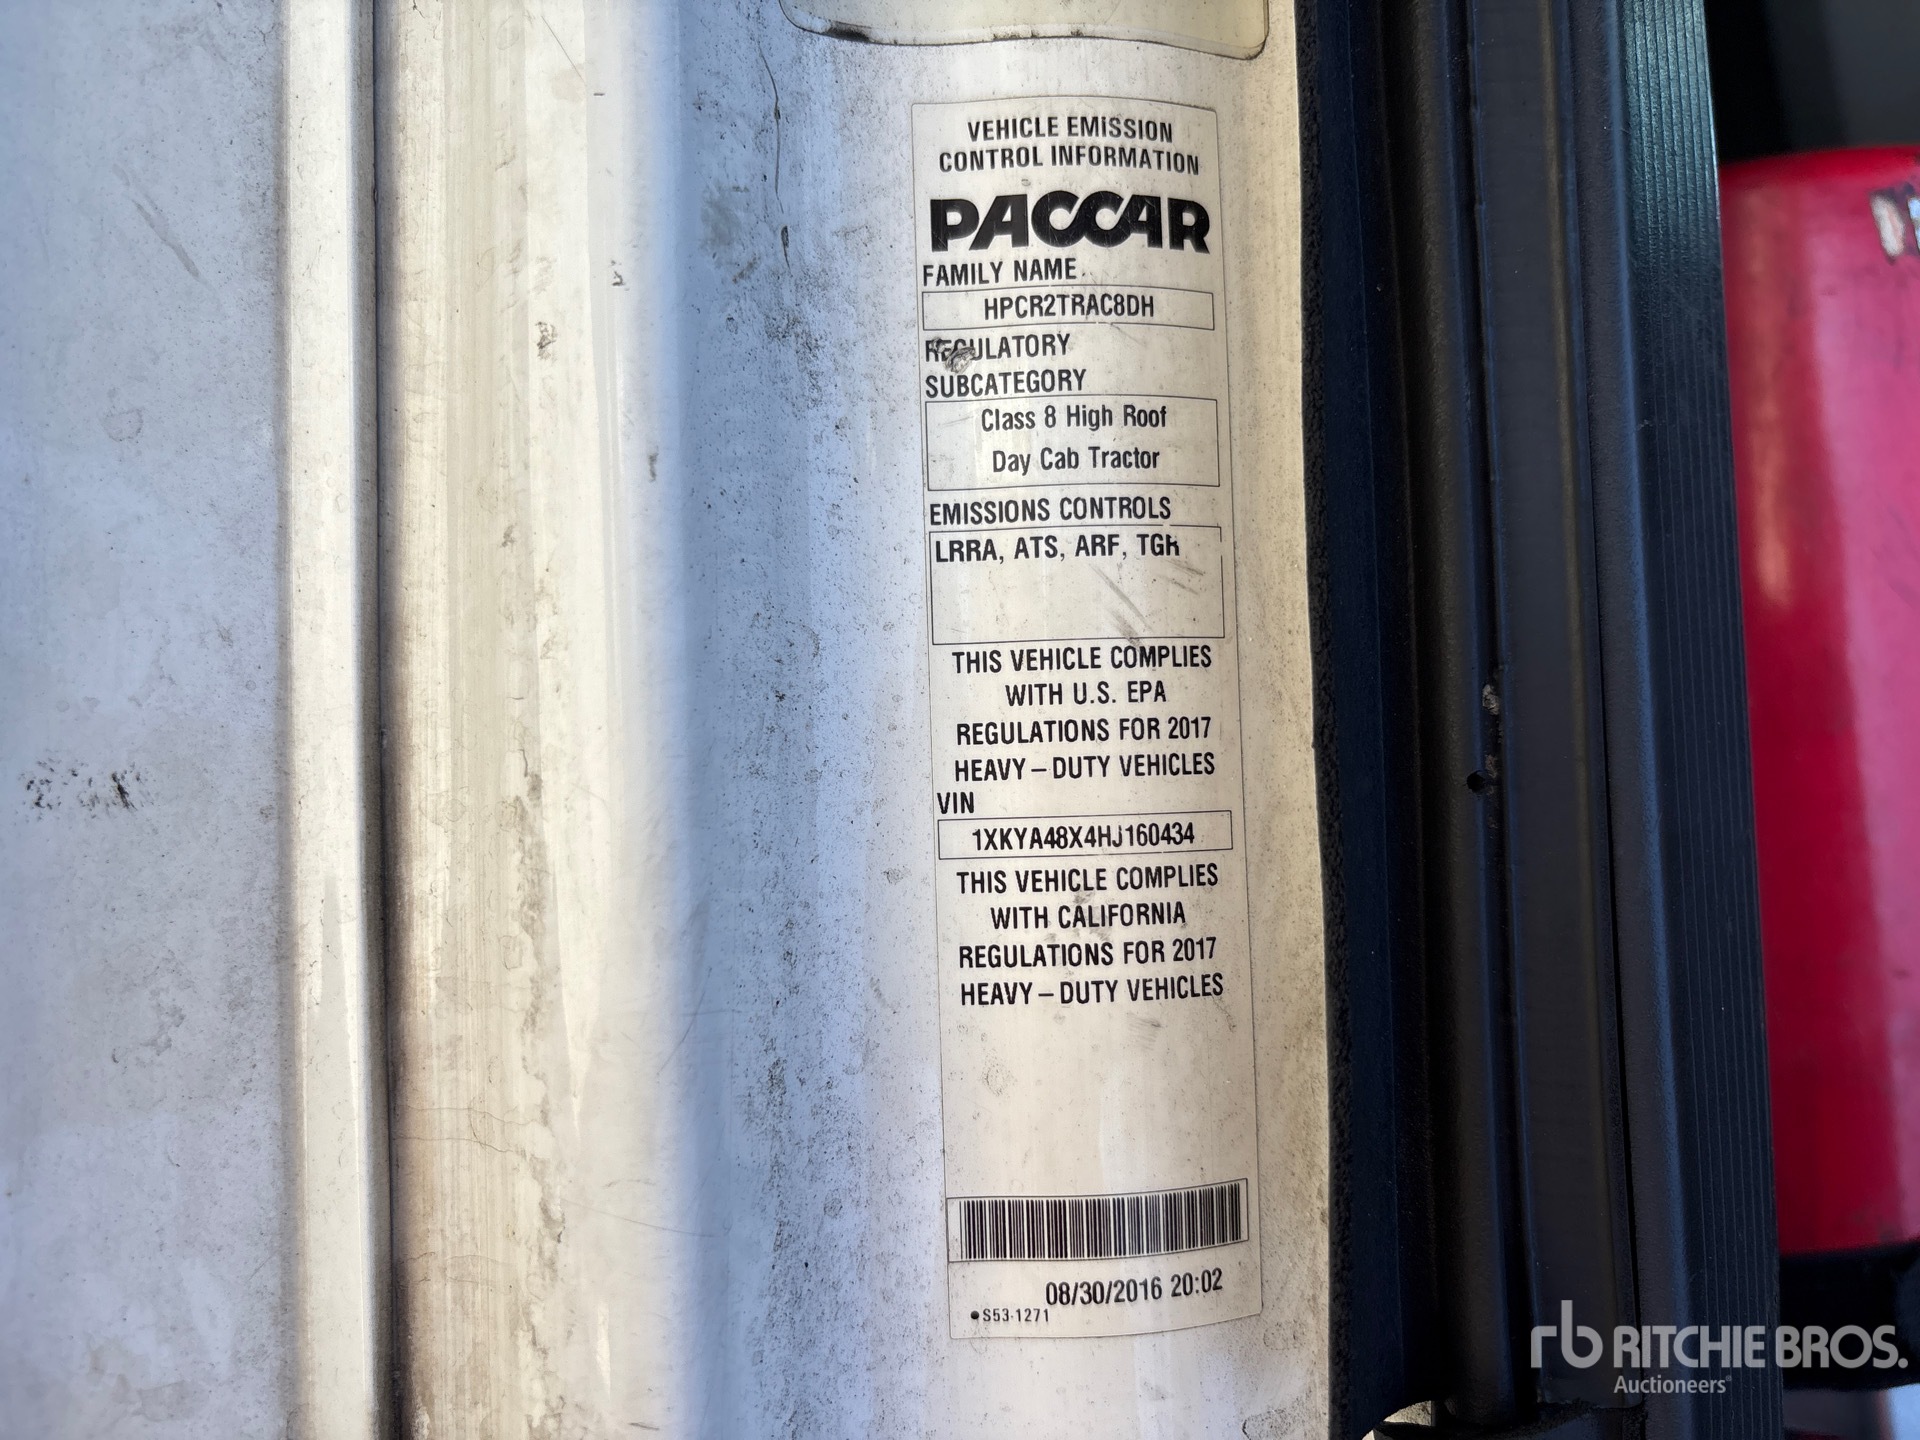 VEHICLE EMISSION
CONTROL INFORMATION
PACCAR
FAMILY NAME
HPCR2TRAC8DH
REGULATORY
SUBCATEGORY
Class 8 High Roof
Day Cab Tractor
EMISSIONS CONTROLS
LRRA, ATS, ARF, TGR
THIS VEHICLE COMPLIES
WITH U.S. EPA
REGULATIONS FOR 2017
HEAVY – DUTY VEHICLES
VIN
1XKYA48X4HJ160434
THIS VEHICLE COMPLIES
WITH CALIFORNIA
REGULATIONS FOR 2017
HEAVY – DUTY VEHICLES
08/30/2016 20:02
•S53-1271
rb RITCHIE BROS.
Auctioneers